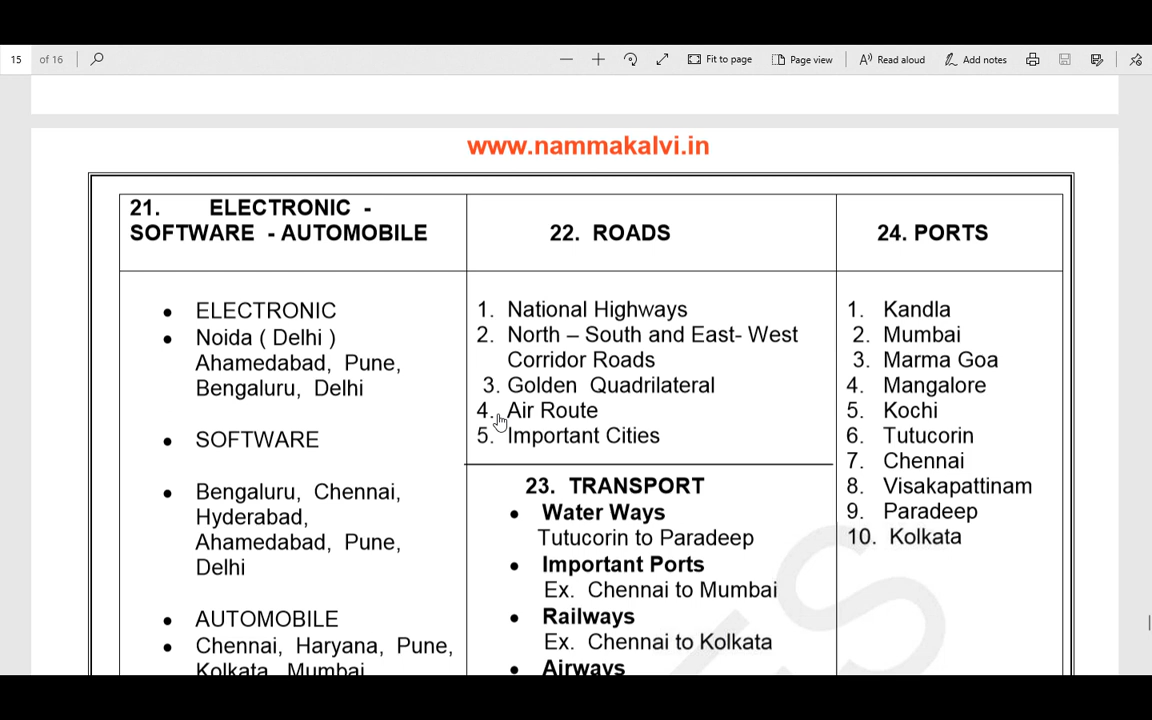 15 of 16 Fit to page Page view Read aloud Add notes
www.nammakalvi.in
21. ELECTRONIC -
SOFTWARE - AUTOMOBILE
• ELECTRONIC
• Noida ( Delhi )
Ahamedabad, Pune,
Bengaluru, Delhi
• SOFTWARE
• Bengaluru, Chennai,
Hyderabad,
Ahamedabad, Pune,
Delhi
• AUTOMOBILE
• Chennai, Haryana, Pune,
Kolkata Mumbai
22. ROADS
1. National Highways
2. North – South and East- West
Corridor Roads
3. Golden Quadrilateral
4. Air Route
5. Important Cities
23. TRANSPORT
• Water Ways
Tutucorin to Paradeep
• Important Ports
Ex. Chennai to Mumbai
• Railways
Ex. Chennai to Kolkata
• Airways
24. PORTS
1. Kandla
2. Mumbai
3. Marma Goa
4. Mangalore
5. Kochi
6. Tutucorin
7. Chennai
8. Visakapattinam
9. Paradeep
10. Kolkata